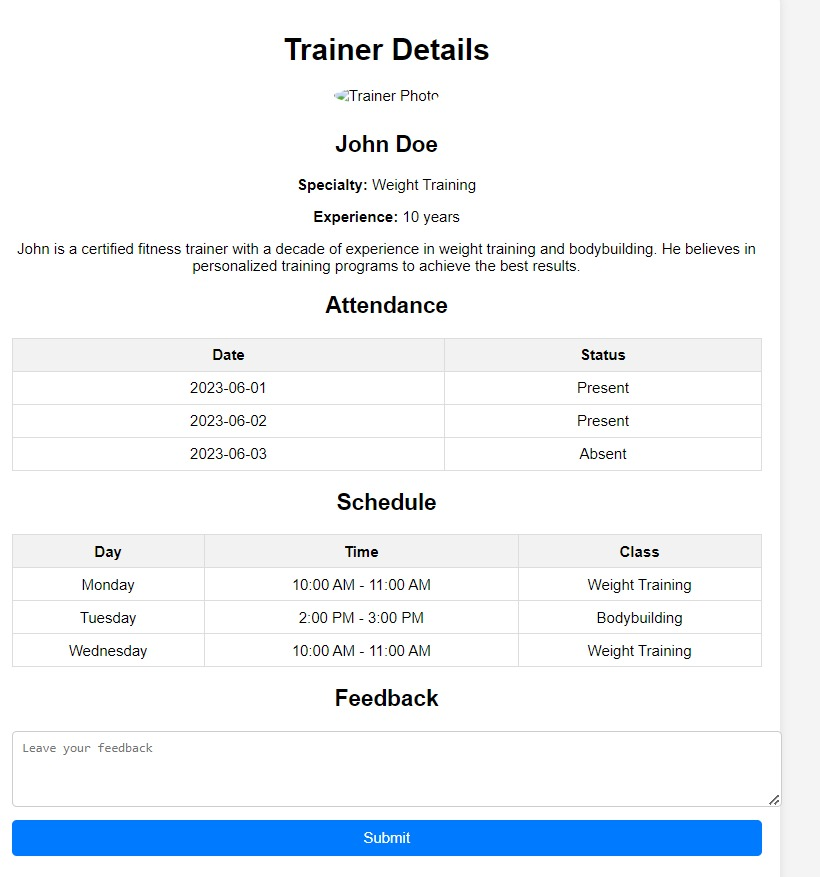 Trainer Details
Trainer Photo
John Doe
Specialty: Weight Training
Experience: 10 years
John is a certified fitness trainer with a decade of experience in weight training and bodybuilding. He believes in
personalized training programs to achieve the best results.
Attendance
Date Status
2023-06-01 Present
2023-06-02 Present
2023-06-03 Absent
Schedule
Day Time Class
Monday 10:00 AM - 11:00 AM Weight Training
Tuesday 2:00 PM - 3:00 PM Bodybuilding
Wednesday 10:00 AM - 11:00 AM Weight Training
Feedback
Leave your feedback
Submit